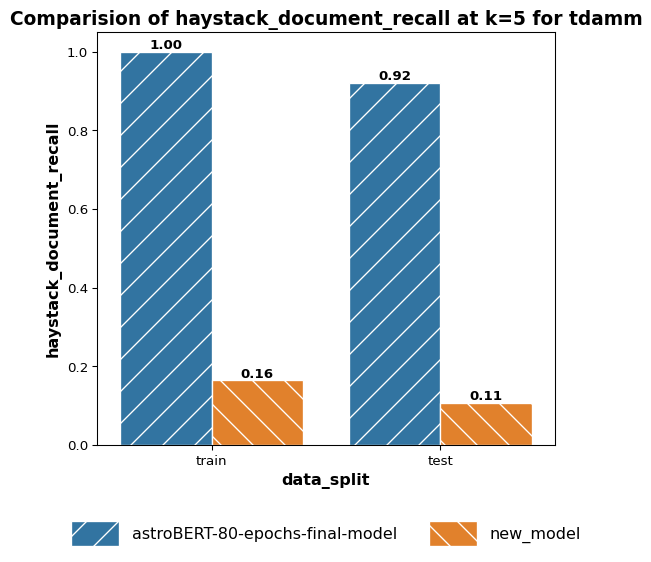 Comparision of haystack_document_recall at k=5 for tdamm
1.0
0.8
0.6
0.4
0.2
0.0
haystack_document_recall
1.00
0.16
0.92
0.11
train
test
data_split
astroBERT-80-epochs-final-model
new_model